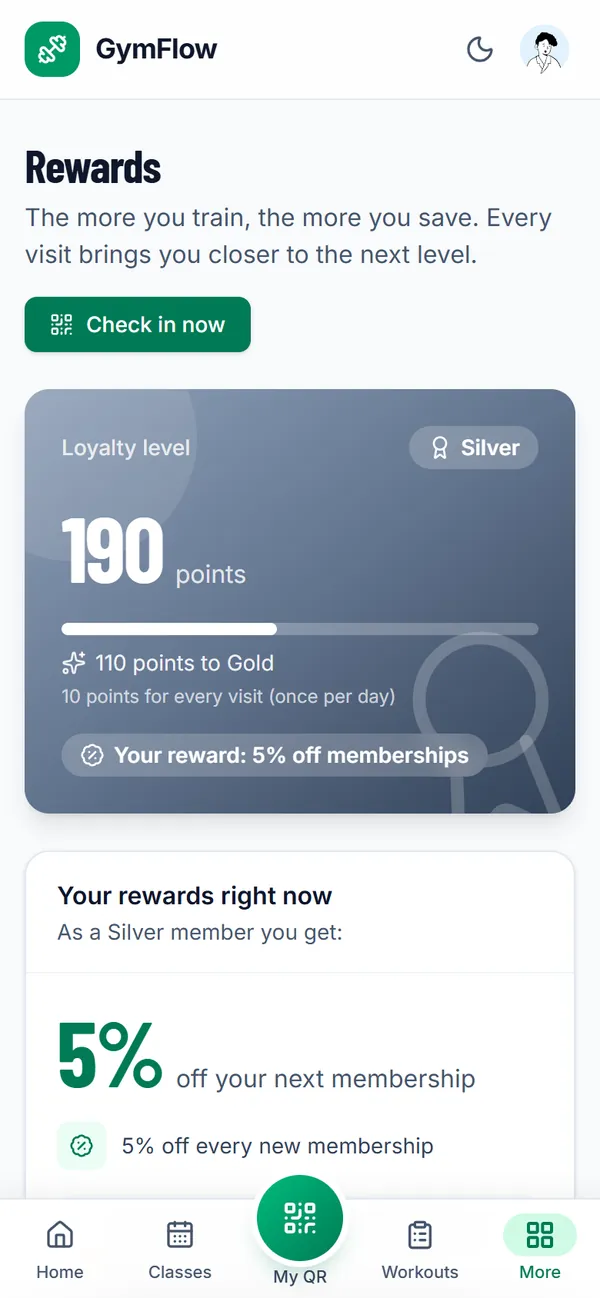 GymFlow
Rewards
The more you train, the more you save. Every
visit brings you closer to the next level.
Check in now
Loyalty level
Silver
190 points
110 points to Gold
10 points for every visit (once per day)
Your reward: 5% off memberships
Your rewards right now
As a Silver member you get:
5% off your next membership
5% off every new membership
Home
Classes
My QR
Workouts
More